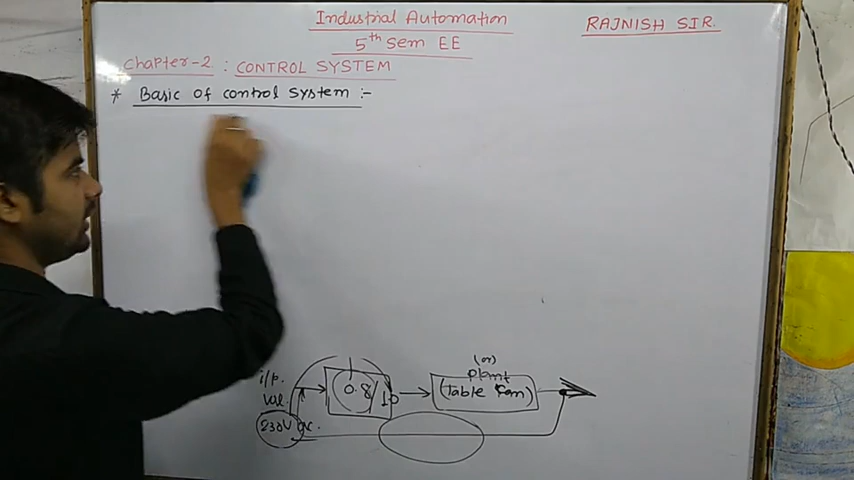 Industrial Automation
RAJNISH SIR.
5th Sem EE
Chapter-2 : CONTROL SYSTEM
* Basic of control System :-
(or)
plant
i/p.
0.8/10
(Table Fan)
230V ac.